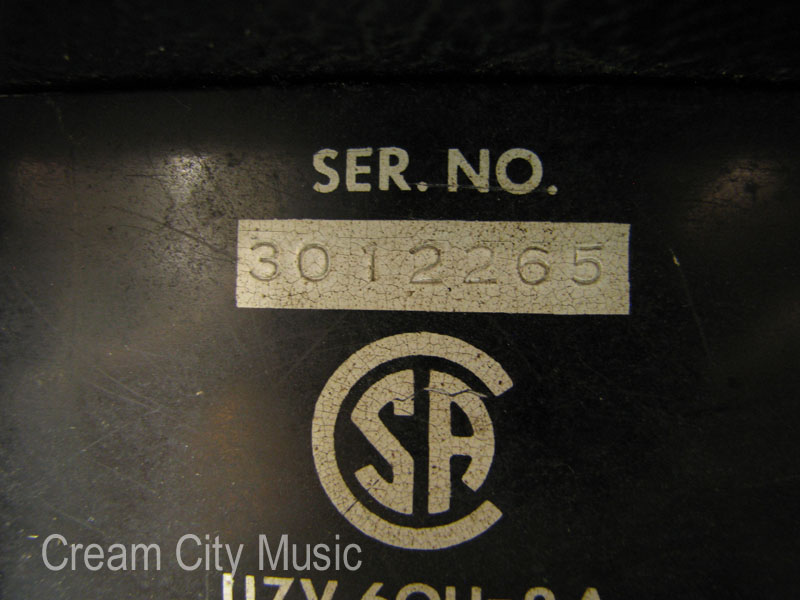 SER. NO.
3012265
CSA
Cream City Music